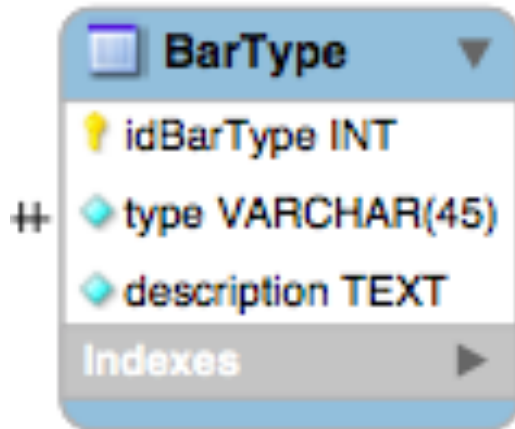 BarType
idBarType INT
type VARCHAR(45)
description TEXT
Indexes